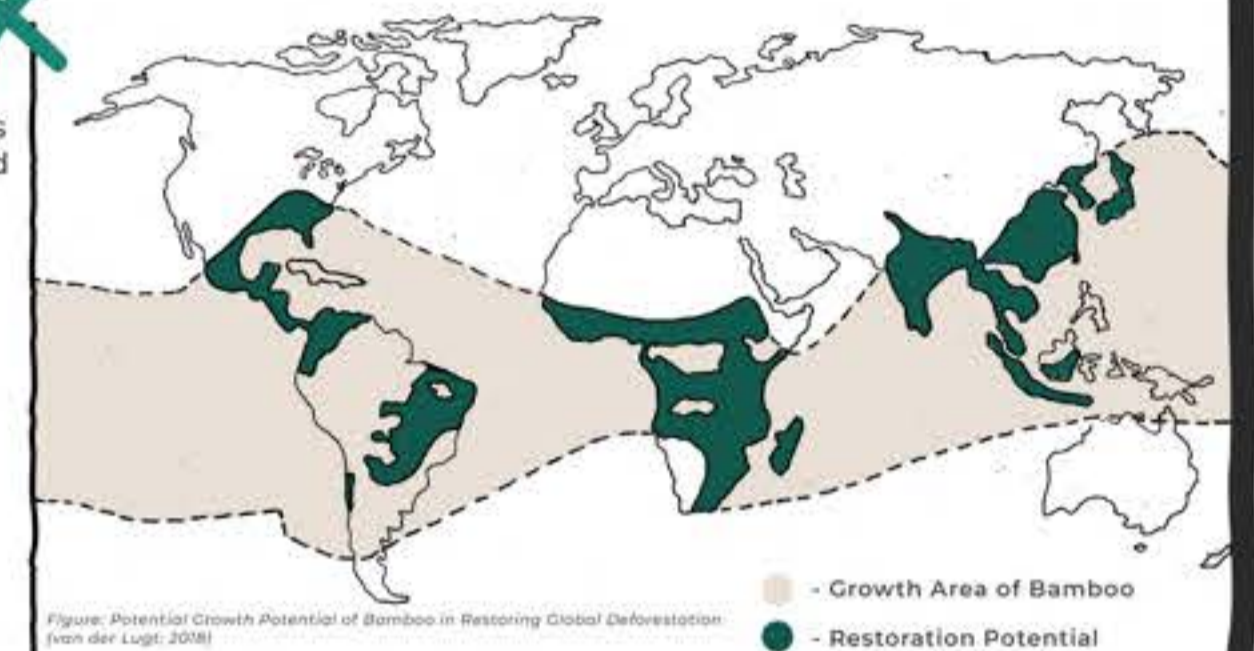 - Growth Area of Bamboo
- Restoration Potential
Figure: Potential Growth Potential of Bamboo in Restoring Global Deforestation
(van der Lugt; 2018)